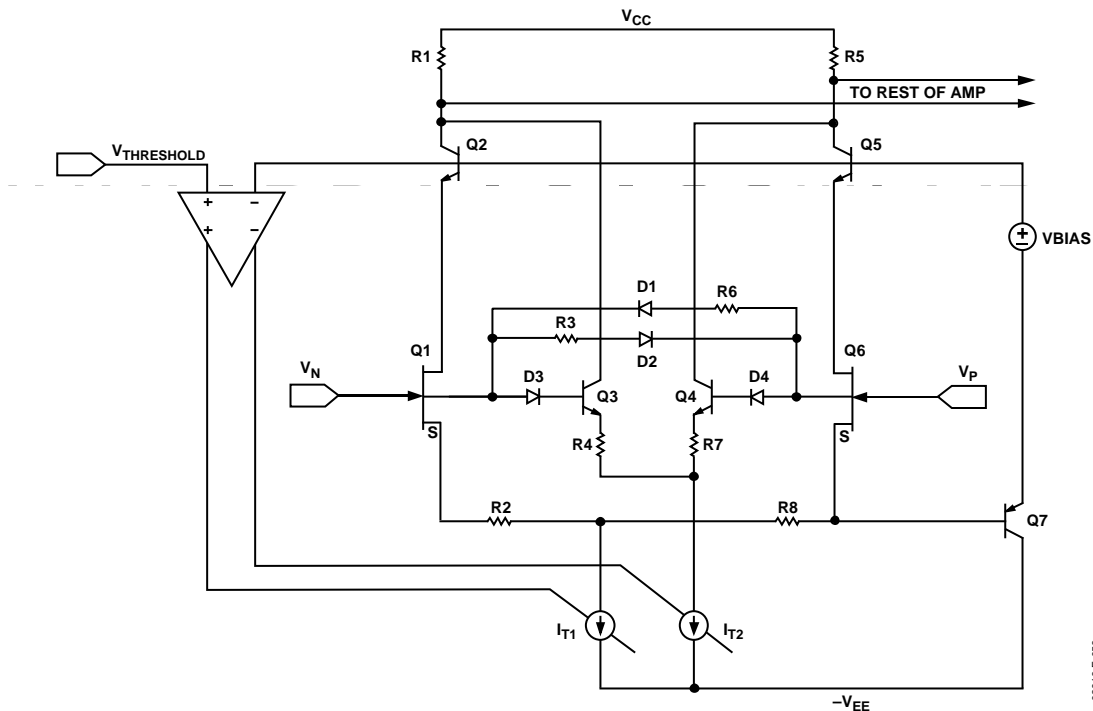 VCC
R1
R5
TO REST OF AMP
VTHRESHOLD
Q2
Q5
+ −
+ −
+
−
VBIAS
D1
R6
R3
D2
Q1
Q6
VN
VP
D3
D4
Q3
Q4
S
S
R4
R7
R2
R8
Q7
IT1
IT2
–VEE